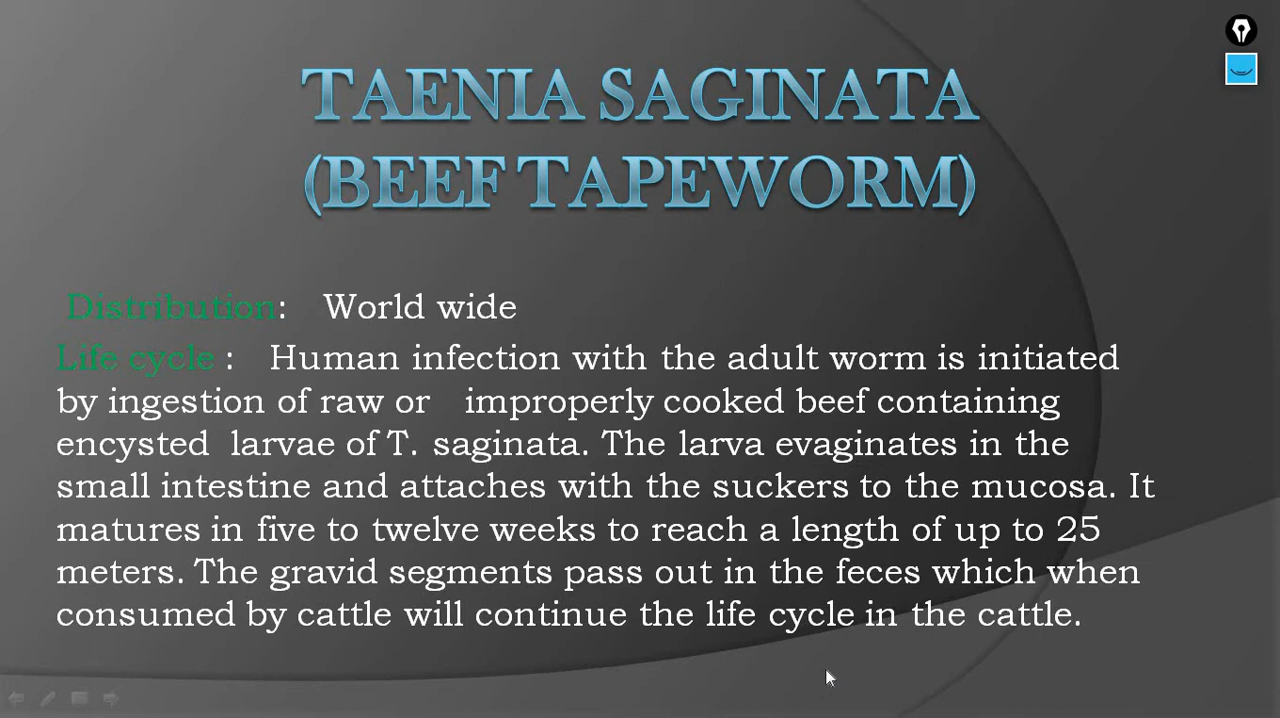 TAENIA SAGINATA
(BEEF TAPEWORM)
Distribution: World wide
Life cycle : Human infection with the adult worm is initiated
by ingestion of raw or improperly cooked beef containing
encysted larvae of T. saginata. The larva evaginates in the
small intestine and attaches with the suckers to the mucosa. It
matures in five to twelve weeks to reach a length of up to 25
meters. The gravid segments pass out in the feces which when
consumed by cattle will continue the life cycle in the cattle.